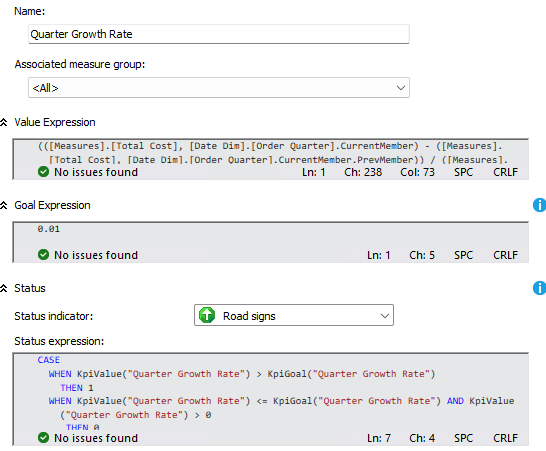 Name:
Quarter Growth Rate
Associated measure group:
<All>
Value Expression
(([Measures].[Total Cost], [Date Dim].[Order Quarter].CurrentMember) - ([Measures].
[Total Cost], [Date Dim].[Order Quarter].CurrentMember.PrevMember)) / ([Measures].
No issues found Ln: 1 Ch: 238 Col: 73 SPC CRLF
Goal Expression
0.01
No issues found Ln: 1 Ch: 5 SPC CRLF
Status
Status indicator: Road signs
Status expression:
CASE
WHEN KpiValue("Quarter Growth Rate") > KpiGoal("Quarter Growth Rate")
THEN 1
WHEN KpiValue("Quarter Growth Rate") <= KpiGoal("Quarter Growth Rate") AND KpiValue
("Quarter Growth Rate") > 0
THEN 0
No issues found Ln: 7 Ch: 4 SPC CRLF